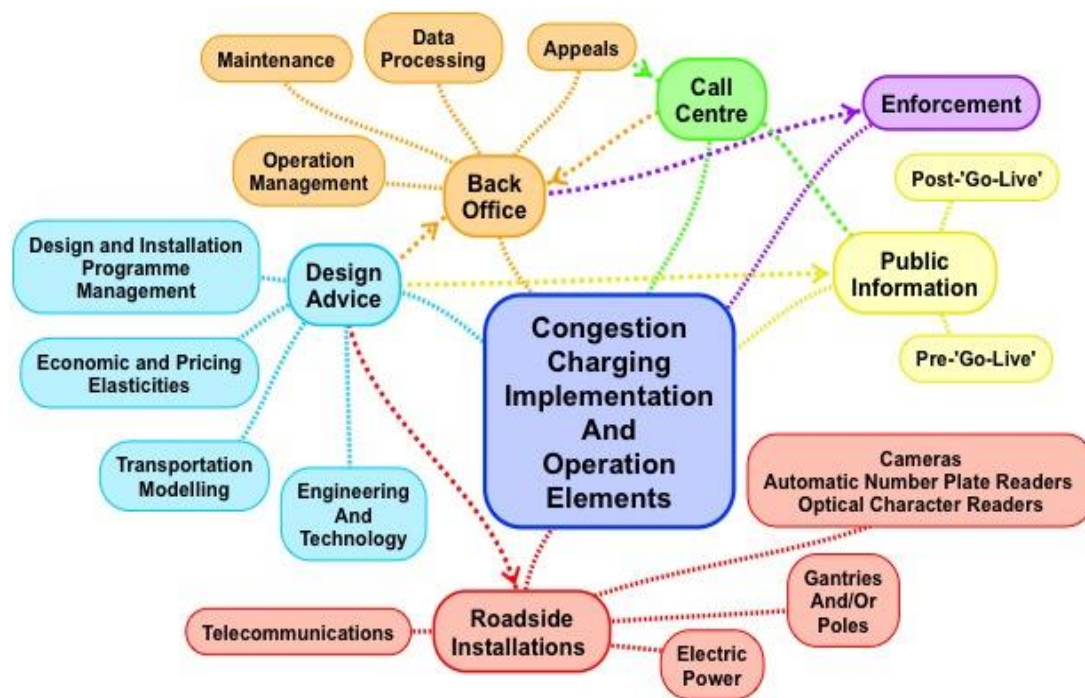 Maintenance
Data
Processing
Appeals
Call
Centre
Enforcement
Operation
Management
Back
Office
Post-'Go-Live'
Design and Installation
Programme
Management
Design
Advice
Public
Information
Economic and Pricing
Elasticities
Congestion
Charging
Implementation
And
Operation
Elements
Pre-'Go-Live'
Transportation
Modelling
Engineering
And
Technology
Cameras
Automatic Number Plate Readers
Optical Character Readers
Gantries
And/Or
Poles
Telecommunications
Roadside
Installations
Electric
Power